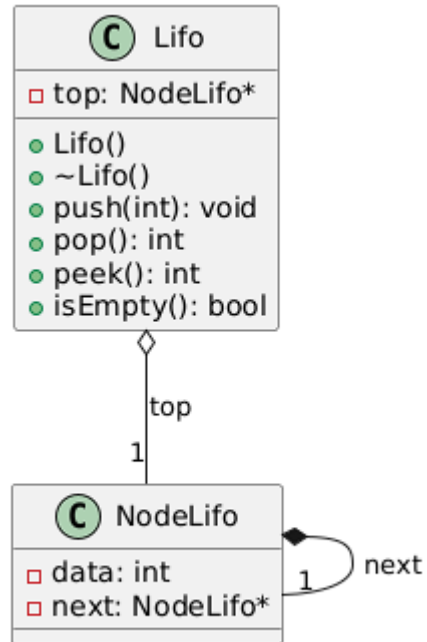 C Lifo
top: NodeLifo*
Lifo()
~Lifo()
push(int): void
pop(): int
peek(): int
isEmpty(): bool
top
1
C NodeLifo
data: int
next: NodeLifo*
next
1